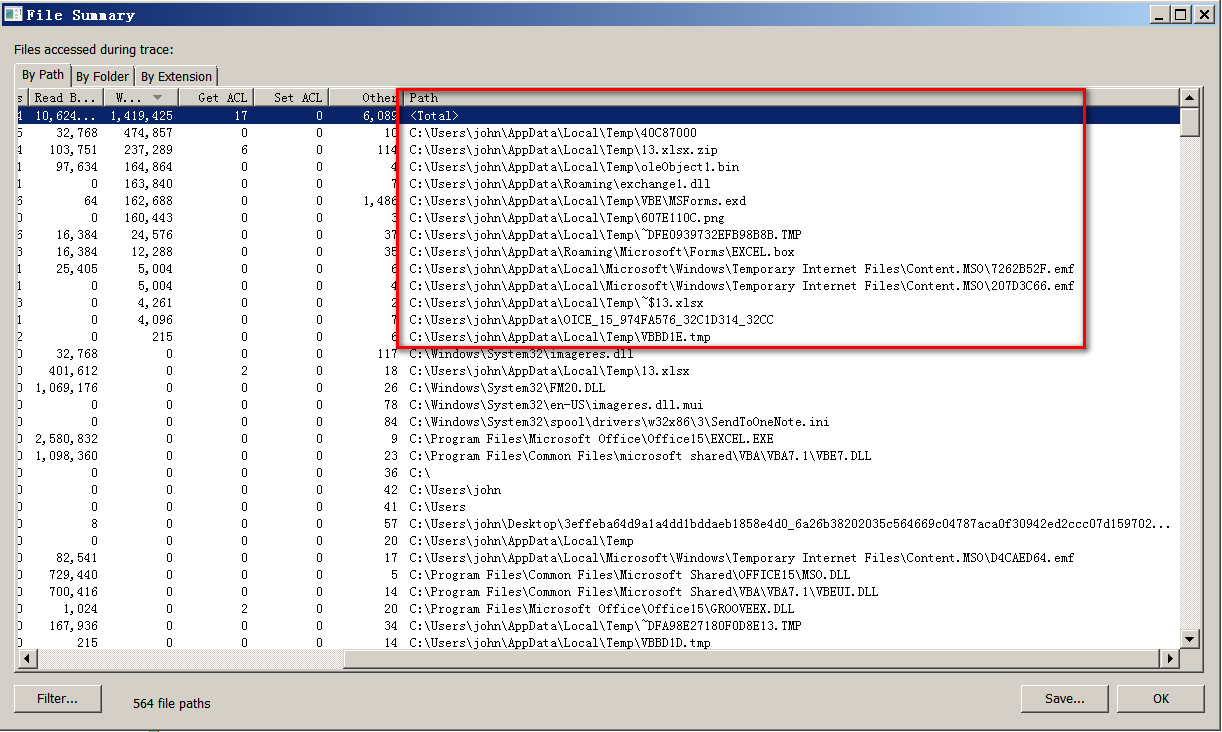 File Summary
Files accessed during trace:
By Path By Folder By Extension
s Read B... W... Get ACL Set ACL Other Path
4 10,624... 1,419,425 17 0 6,089 <Total>
5 32,768 474,857 0 0 10 C:\Users\john\AppData\Local\Temp\40C87000
4 103,751 237,289 6 0 114 C:\Users\john\AppData\Local\Temp\13.xlsx.zip
1 97,634 164,864 0 0 4 C:\Users\john\AppData\Local\Temp\oleObject1.bin
1 0 163,840 0 0 7 C:\Users\john\AppData\Roaming\exchange1.dll
6 64 162,688 0 0 1,486 C:\Users\john\AppData\Local\Temp\VBE\MSForms.exd
0 0 160,443 0 0 3 C:\Users\john\AppData\Local\Temp\607E110C.png
6 16,384 24,576 0 0 37 C:\Users\john\AppData\Local\Temp\~DFE0939732EFB98B8B.TMP
3 16,384 12,288 0 0 35 C:\Users\john\AppData\Roaming\Microsoft\Forms\EXCEL.box
1 25,405 5,004 0 0 6 C:\Users\john\AppData\Local\Microsoft\Windows\Temporary Internet Files\Content.MSO\7262B52F.emf
1 0 5,004 0 0 4 C:\Users\john\AppData\Local\Microsoft\Windows\Temporary Internet Files\Content.MSO\207D3C66.emf
3 0 4,261 0 0 2 C:\Users\john\AppData\Local\Temp\~$13.xlsx
1 0 4,096 0 0 7 C:\Users\john\AppData\OICE_15_974FA576_32C1D314_32CC
2 0 215 0 0 6 C:\Users\john\AppData\Local\Temp\VBBD1E.tmp
0 32,768 0 0 0 117 C:\Windows\System32\imageres.dll
0 401,612 0 2 0 18 C:\Users\john\AppData\Local\Temp\13.xlsx
0 1,069,176 0 0 0 26 C:\Windows\System32\FM20.DLL
0 0 0 0 0 78 C:\Windows\System32\en-US\imageres.dll.mui
0 0 0 0 0 84 C:\Windows\System32\spool\drivers\w32x86\3\SendToOneNote.ini
0 2,580,832 0 0 0 9 C:\Program Files\Microsoft Office\Office15\EXCEL.EXE
0 1,098,360 0 0 0 23 C:\Program Files\Common Files\microsoft shared\VBA\VBA7.1\VBE7.DLL
0 0 0 0 0 36 C:\
0 0 0 0 0 42 C:\Users\john
0 0 0 0 0 41 C:\Users
0 8 0 0 0 57 C:\Users\john\Desktop\3effeba64d9a1a4dd1bddaeb1858e4d0_6a26b38202035c564669c04787aca0f30942ed2ccc07d159702...
0 0 0 0 0 20 C:\Users\john\AppData\Local\Temp
0 82,541 0 0 0 17 C:\Users\john\AppData\Local\Microsoft\Windows\Temporary Internet Files\Content.MSO\D4CAED64.emf
0 729,440 0 0 0 5 C:\Program Files\Common Files\Microsoft Shared\OFFICE15\MSO.DLL
0 700,416 0 0 0 14 C:\Program Files\Common Files\Microsoft Shared\VBA\VBA7.1\VBEUI.DLL
0 1,024 0 2 0 20 C:\Program Files\Microsoft Office\Office15\GROOVEEX.DLL
0 167,936 0 0 0 34 C:\Users\john\AppData\Local\Temp\~DFA98E27180F0D8E13.TMP
0 215 0 0 0 14 C:\Users\john\AppData\Local\Temp\VBBD1D.tmp
Filter... 564 file paths Save... OK